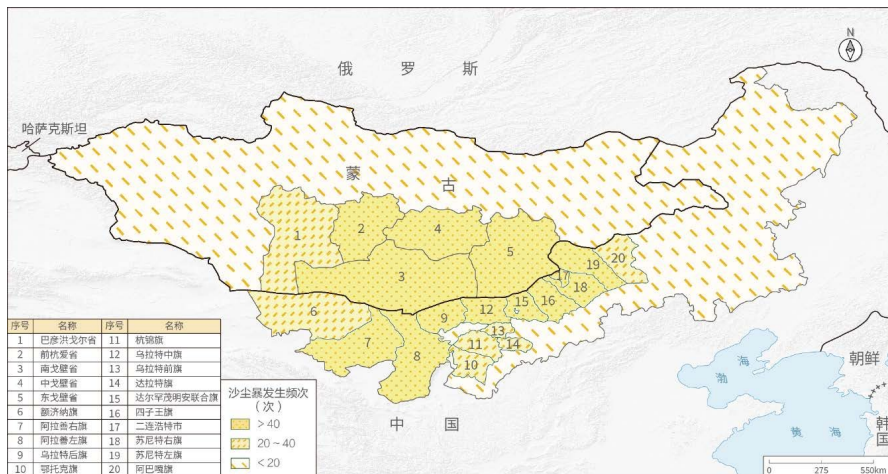 N
俄 罗 斯
哈萨克斯坦
蒙 古
1
2
4
5
3
6
19
20
17
18
16
15
12
9
13
14
11
10
7
8
中 国
渤 海
黄 海
朝鲜
韩国
序号 名称 序号 名称
1 巴彦洪戈尔省 11 杭锦旗
2 前杭爱省 12 乌拉特中旗
3 南戈壁省 13 乌拉特前旗
4 中戈壁省 14 达拉特旗
5 东戈壁省 15 达尔罕茂明安联合旗
6 额济纳旗 16 四子王旗
7 阿拉善右旗 17 二连浩特市
8 阿拉善左旗 18 苏尼特右旗
9 乌拉特后旗 19 苏尼特左旗
10 鄂托克旗 20 阿巴嘎旗
沙尘暴发生频次
(次)
>40
20~40
<20
0 275 550km